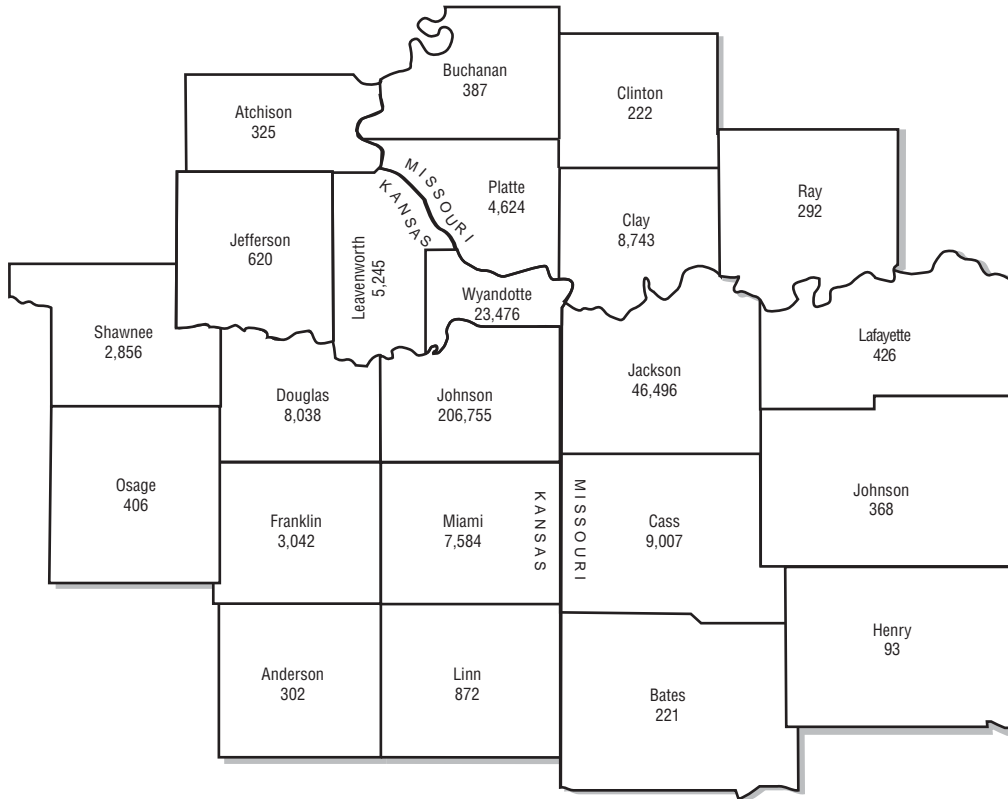 Buchanan
387
Clinton
222
Atchison
325
MISSOURI
KANSAS
Platte
4,624
Ray
292
Clay
8,743
Jefferson
620
Leavenworth
5,245
Wyandotte
23,476
Shawnee
2,856
Lafayette
426
Jackson
46,496
Douglas
8,038
Johnson
206,755
Osage
406
Johnson
368
Franklin
3,042
Miami
7,584
KANSAS
MISSOURI
Cass
9,007
Henry
93
Anderson
302
Linn
872
Bates
221